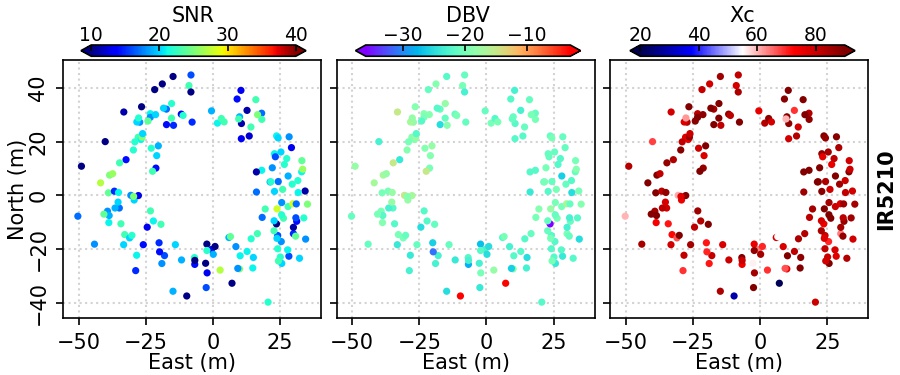 SNR DBV Xc
10 20 30 40 −30 −20 −10 20 40 60 80
North (m)
40
20
0
−20
−40
−50 −25 0 25 −50 −25 0 25 −50 −25 0 25
East (m) East (m) East (m)
IR5210